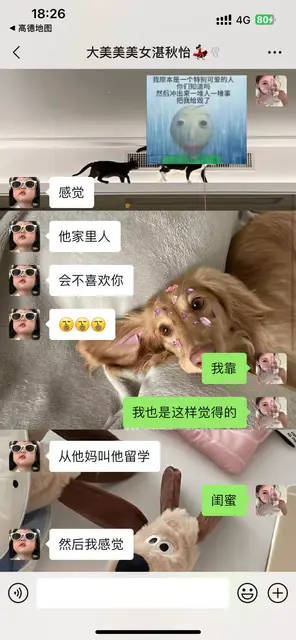 18:26
4G 80
高德地图
大美美美女湛秋怡
我原本是一个特别可爱的人
你们知道吗
然后冲出来一堆人一堆事
把我给毁了
感觉
他家里人
会不喜欢你
我靠
我也是这样觉得的
从他妈叫他留学
闺蜜
然后我感觉